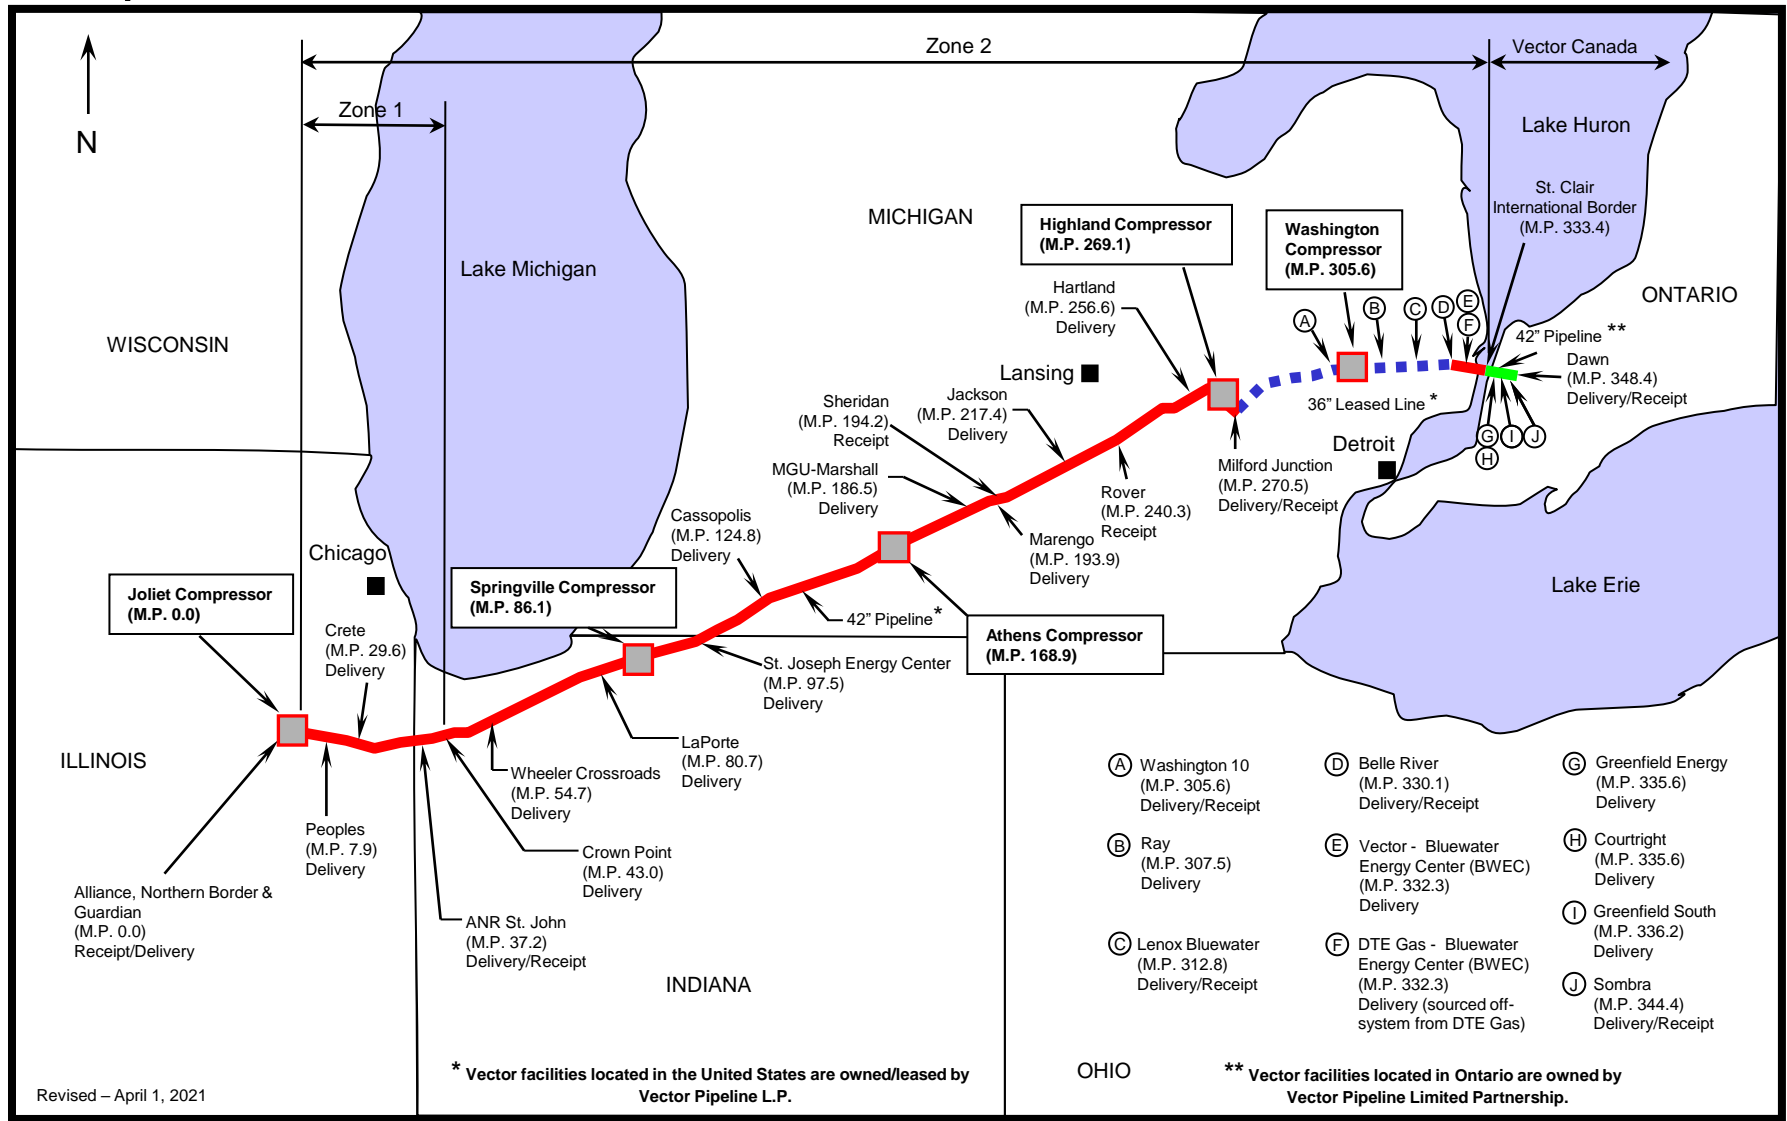 Zone 2
Vector Canada
Zone 1
N
Lake Huron
St. Clair
International Border
(M.P. 333.4)
MICHIGAN
Highland Compressor
(M.P. 269.1)
Washington
Compressor
(M.P. 305.6)
Lake Michigan
Hartland
(M.P. 256.6)
Delivery
ONTARIO
A
B
C
D
E
F
WISCONSIN
42” Pipeline **
Dawn
(M.P. 348.4)
Delivery/Receipt
Lansing
36” Leased Line *
Sheridan
(M.P. 194.2)
Receipt
Jackson
(M.P. 217.4)
Delivery
G
H
I
J
Detroit
MGU-Marshall
(M.P. 186.5)
Delivery
Milford Junction
(M.P. 270.5)
Delivery/Receipt
Rover
(M.P. 240.3)
Receipt
Cassopolis
(M.P. 124.8)
Delivery
Marengo
(M.P. 193.9)
Delivery
Chicago
Lake Erie
Joliet Compressor
(M.P. 0.0)
Springville Compressor
(M.P. 86.1)
42” Pipeline*
Athens Compressor
(M.P. 168.9)
Crete
(M.P. 29.6)
Delivery
St. Joseph Energy Center
(M.P. 97.5)
Delivery
ILLINOIS
LaPorte
(M.P. 80.7)
Delivery
Wheeler Crossroads
(M.P. 54.7)
Delivery
Peoples
(M.P. 7.9)
Delivery
Crown Point
(M.P. 43.0)
Delivery
Alliance, Northern Border &
Guardian
(M.P. 0.0)
Receipt/Delivery
ANR St. John
(M.P. 37.2)
Delivery/Receipt
INDIANA
A Washington 10
(M.P. 305.6)
Delivery/Receipt
B Ray
(M.P. 307.5)
Delivery
C Lenox Bluewater
(M.P. 312.8)
Delivery/Receipt
D Belle River
(M.P. 330.1)
Delivery/Receipt
E Vector - Bluewater
Energy Center (BWEC)
(M.P. 332.3)
Delivery
F DTE Gas - Bluewater
Energy Center (BWEC)
(M.P. 332.3)
Delivery (sourced off-
system from DTE Gas)
G Greenfield Energy
(M.P. 335.6)
Delivery
H Courtright
(M.P. 335.6)
Delivery
I Greenfield South
(M.P. 336.2)
Delivery
J Sombra
(M.P. 344.4)
Delivery/Receipt
OHIO
* Vector facilities located in the United States are owned/leased by
Vector Pipeline L.P.
** Vector facilities located in Ontario are owned by
Vector Pipeline Limited Partnership.
Revised – April 1, 2021